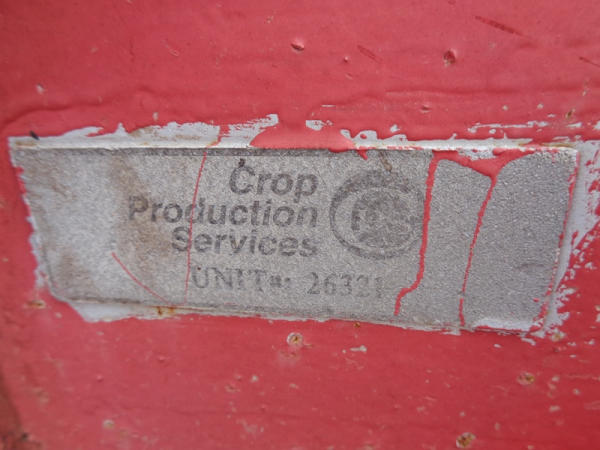 Crop
Production
Services
UNIT#: 26321